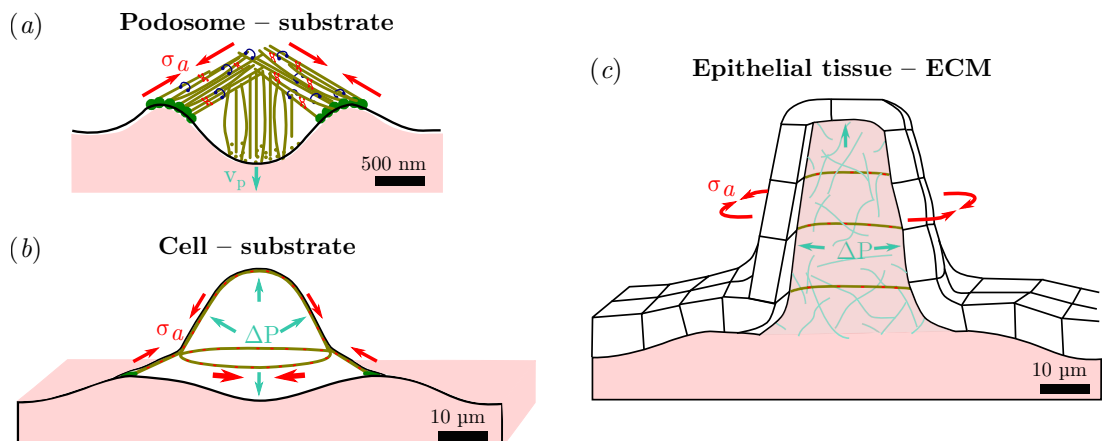 (a) Podosome – substrate
σa
vp
500 nm
(b) Cell – substrate
σa
ΔP
10 µm
(c) Epithelial tissue – ECM
σa
ΔP
10 µm